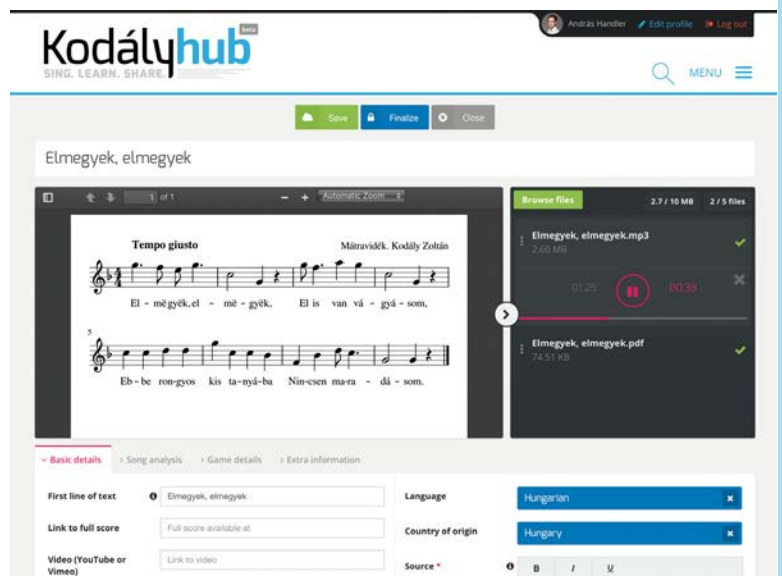 Kodályhub
beta
SING. LEARN. SHARE.
András Handler Edit profile Log out
MENU
Save Finalize Close
Elmegyek, elmegyek
1 of 1 Automatic Zoom
Browse files 2.7 / 10 MB 2 / 5 files
Tempo giusto Mátravidék. Kodály Zoltán
El - mëgyëk,el - më - gyëk, El is van vá - gyá - som,
5
Eb - be ron-gyos kis ta-nyá-ba Nin-csen ma-ra - dá - som.
Elmegyek, elmegyek.mp3
2.60 MB
01:25 00:33
Elmegyek, elmegyek.pdf
74.51 KB
Basic details Song analysis Game details Extra information
First line of text Elmegyek, elmegyek
Link to full score Full score available at
Video (YouTube or
Vimeo) Link to video
Language Hungarian
Country of origin Hungary
Source * B I U